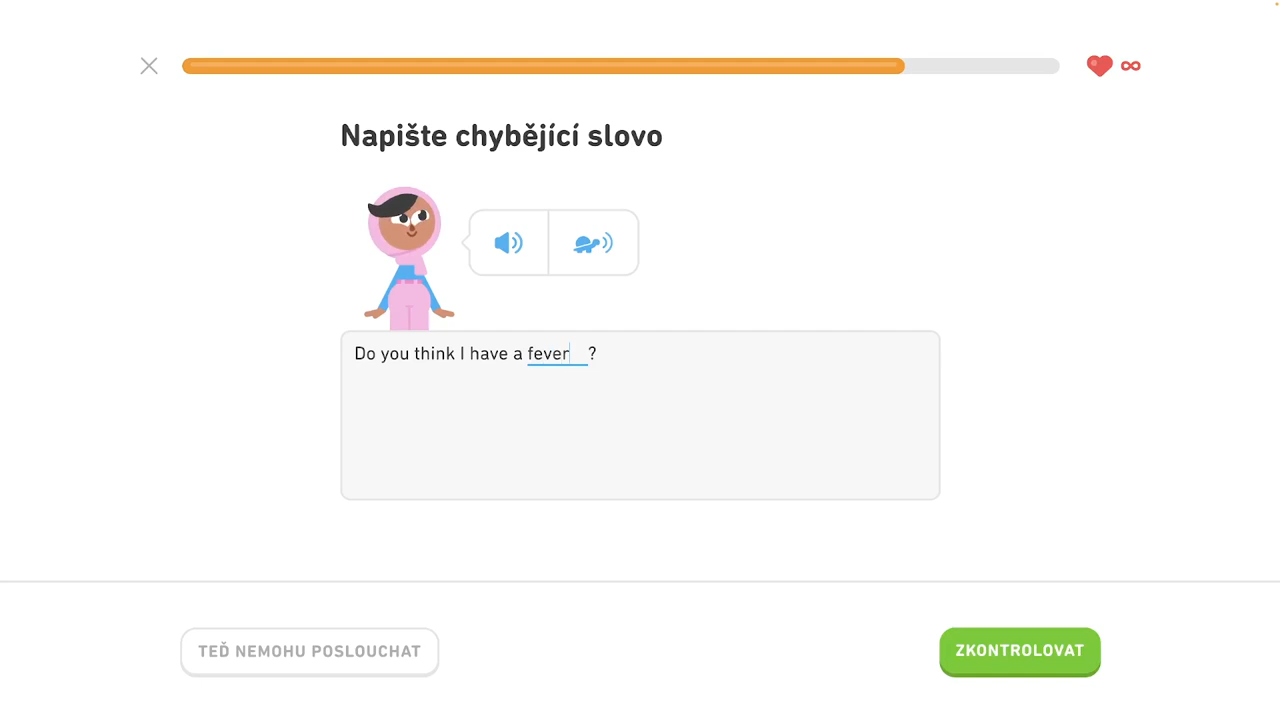 Napište chybějící slovo
Do you think I have a fever ?
TEĎ NEMOHU POSLOUCHAT
ZKONTROLOVAT